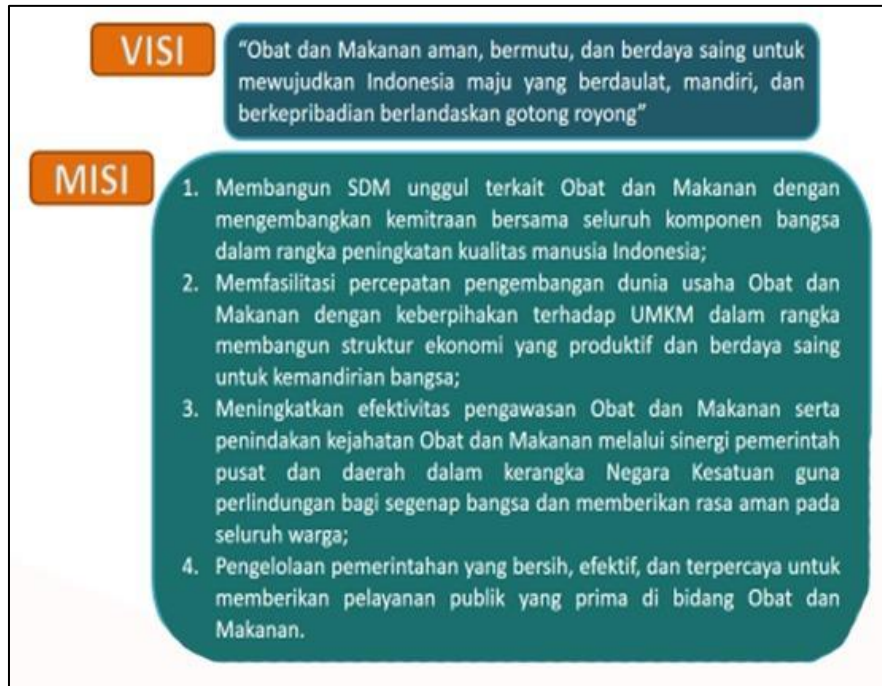 VISI
“Obat dan Makanan aman, bermutu, dan berdaya saing untuk
mewujudkan Indonesia maju yang berdaulat, mandiri, dan
berkepribadian berlandaskan gotong royong”
MISI
1. Membangun SDM unggul terkait Obat dan Makanan dengan
mengembangkan kemitraan bersama seluruh komponen bangsa
dalam rangka peningkatan kualitas manusia Indonesia;
2. Memfasilitasi percepatan pengembangan dunia usaha Obat dan
Makanan dengan keberpihakan terhadap UMKM dalam rangka
membangun struktur ekonomi yang produktif dan berdaya saing
untuk kemandirian bangsa;
3. Meningkatkan efektivitas pengawasan Obat dan Makanan serta
penindakan kejahatan Obat dan Makanan melalui sinergi pemerintah
pusat dan daerah dalam kerangka Negara Kesatuan guna
perlindungan bagi segenap bangsa dan memberikan rasa aman pada
seluruh warga;
4. Pengelolaan pemerintahan yang bersih, efektif, dan terpercaya untuk
memberikan pelayanan publik yang prima di bidang Obat dan
Makanan.